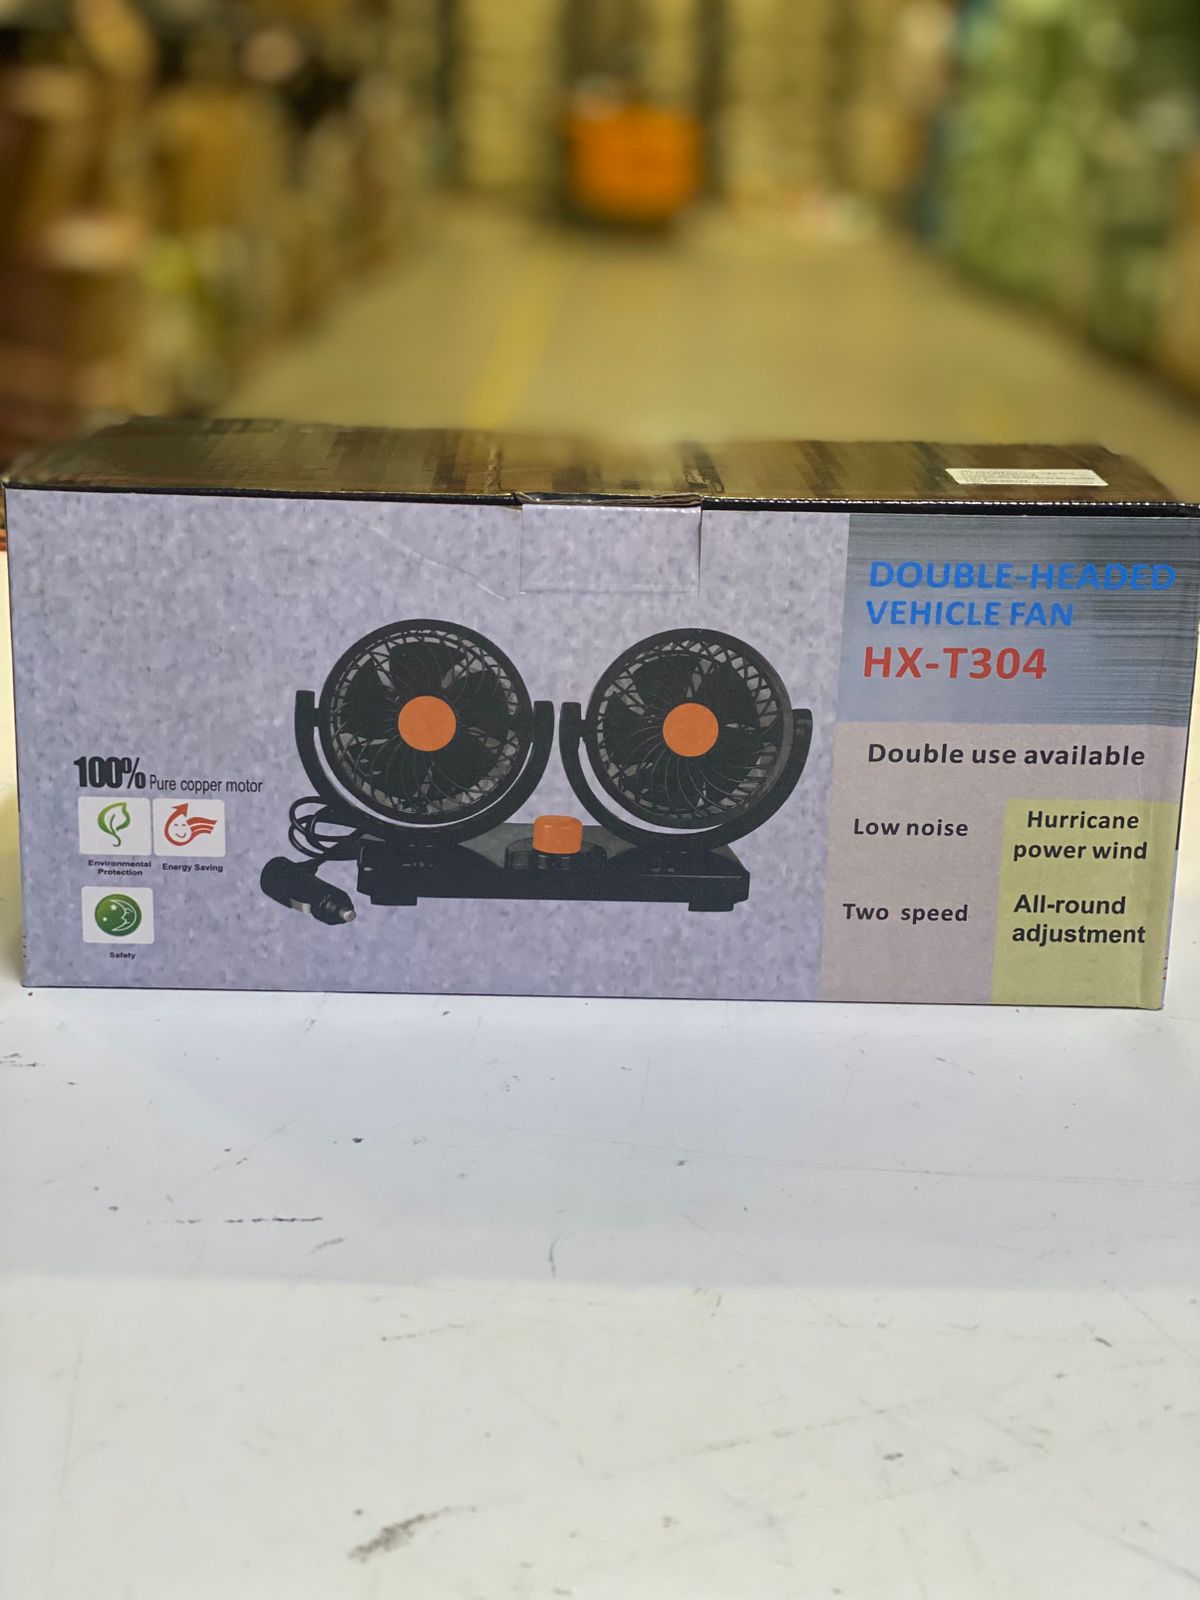 DOUBLE-HEADED
VEHICLE FAN
HX-T304
Double use available
Low noise
Hurricane
power wind
Two speed
All-round
adjustment
100% Pure copper motor
Environmental
Protection
Energy Saving
Safety